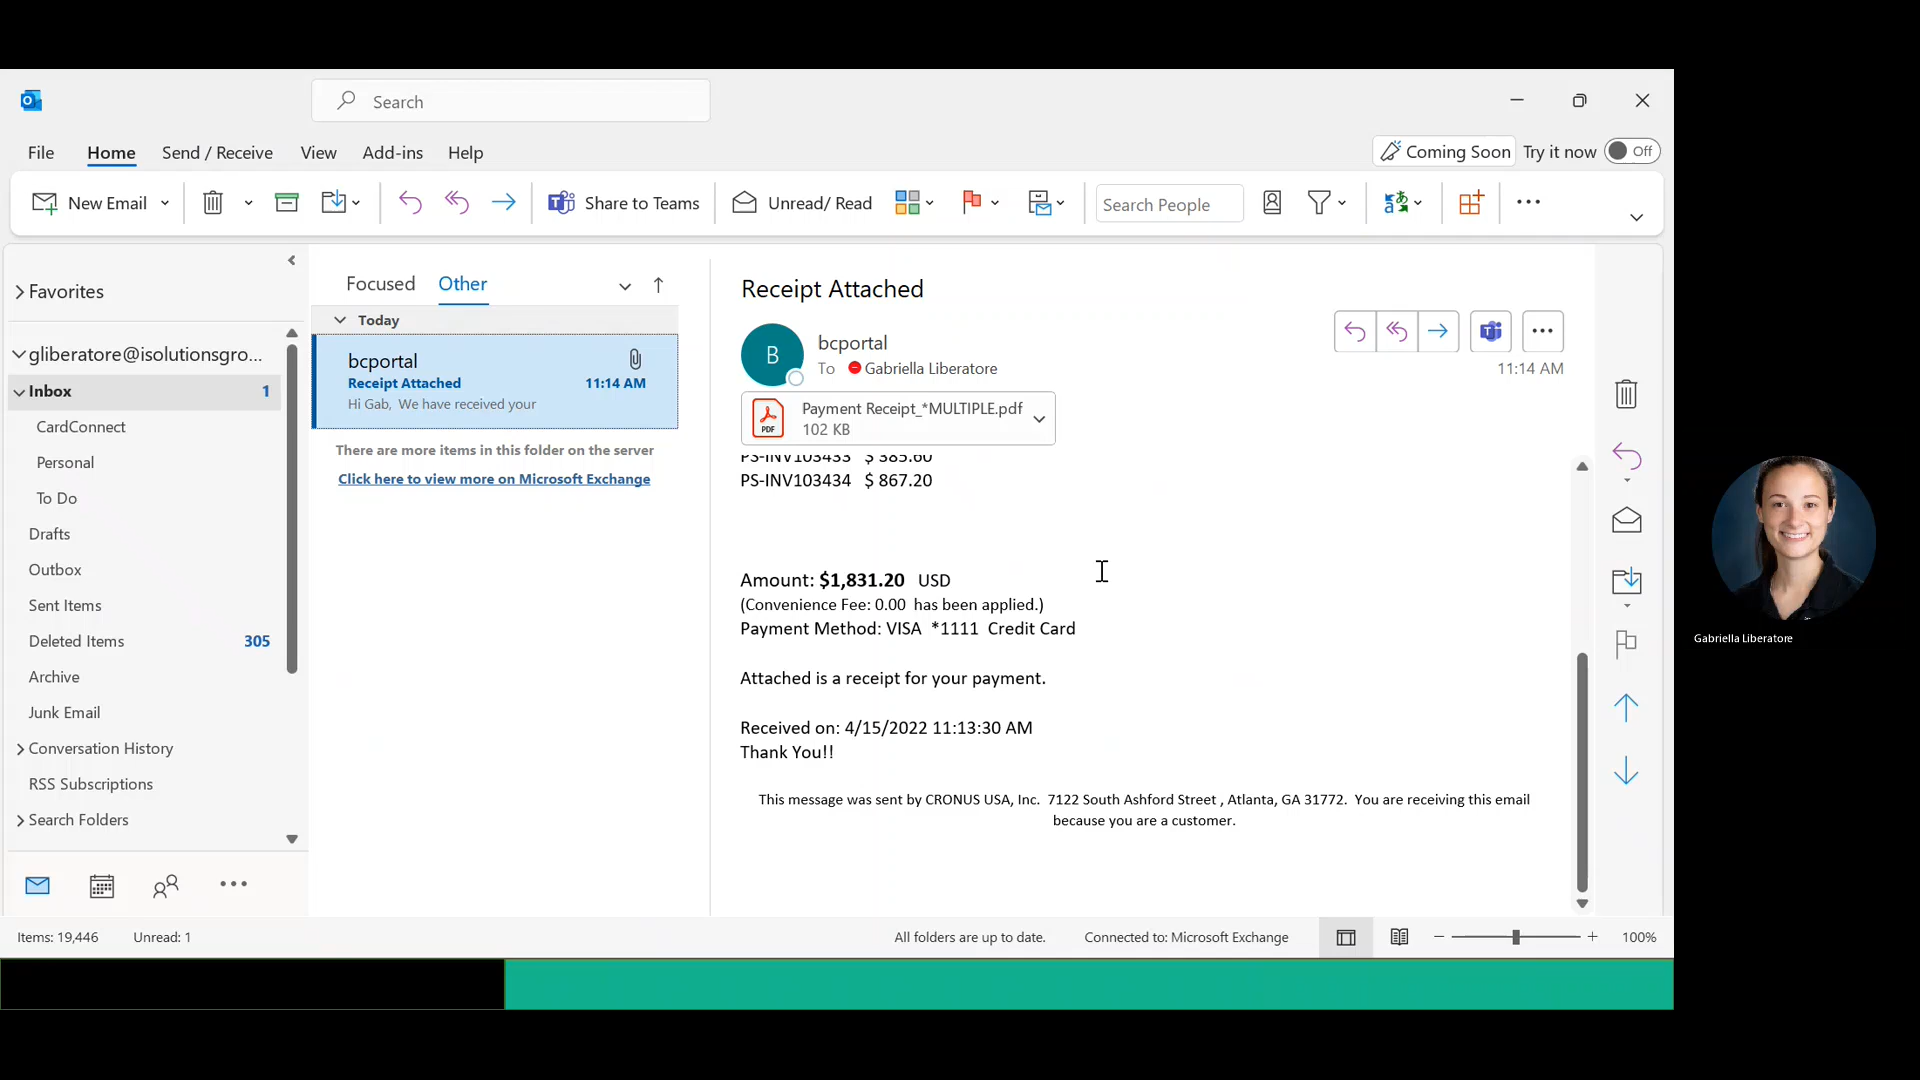 Search
File Home Send / Receive View Add-ins Help
Coming Soon Try it now Off
New Email Share to Teams Unread/ Read Search People
Favorites
gliberatore@isolutionsgro...
Inbox 1
CardConnect
Personal
To Do
Drafts
Outbox
Sent Items
Deleted Items 305
Archive
Junk Email
Conversation History
RSS Subscriptions
Search Folders
Focused Other
Today
bcportal
Receipt Attached 11:14 AM
Hi Gab, We have received your
There are more items in this folder on the server
Click here to view more on Microsoft Exchange
Receipt Attached
B
bcportal
To Gabriella Liberatore
11:14 AM
PDF
Payment Receipt_*MULTIPLE.pdf
102 KB
PS-INV103433 $ 385.60
PS-INV103434 $ 867.20
Amount: $1,831.20 USD
(Convenience Fee: 0.00 has been applied.)
Payment Method: VISA *1111 Credit Card
Attached is a receipt for your payment.
Received on: 4/15/2022 11:13:30 AM
Thank You!!
This message was sent by CRONUS USA, Inc. 7122 South Ashford Street , Atlanta, GA 31772. You are receiving this email
because you are a customer.
Items: 19,446 Unread: 1 All folders are up to date. Connected to: Microsoft Exchange 100%
Gabriella Liberatore